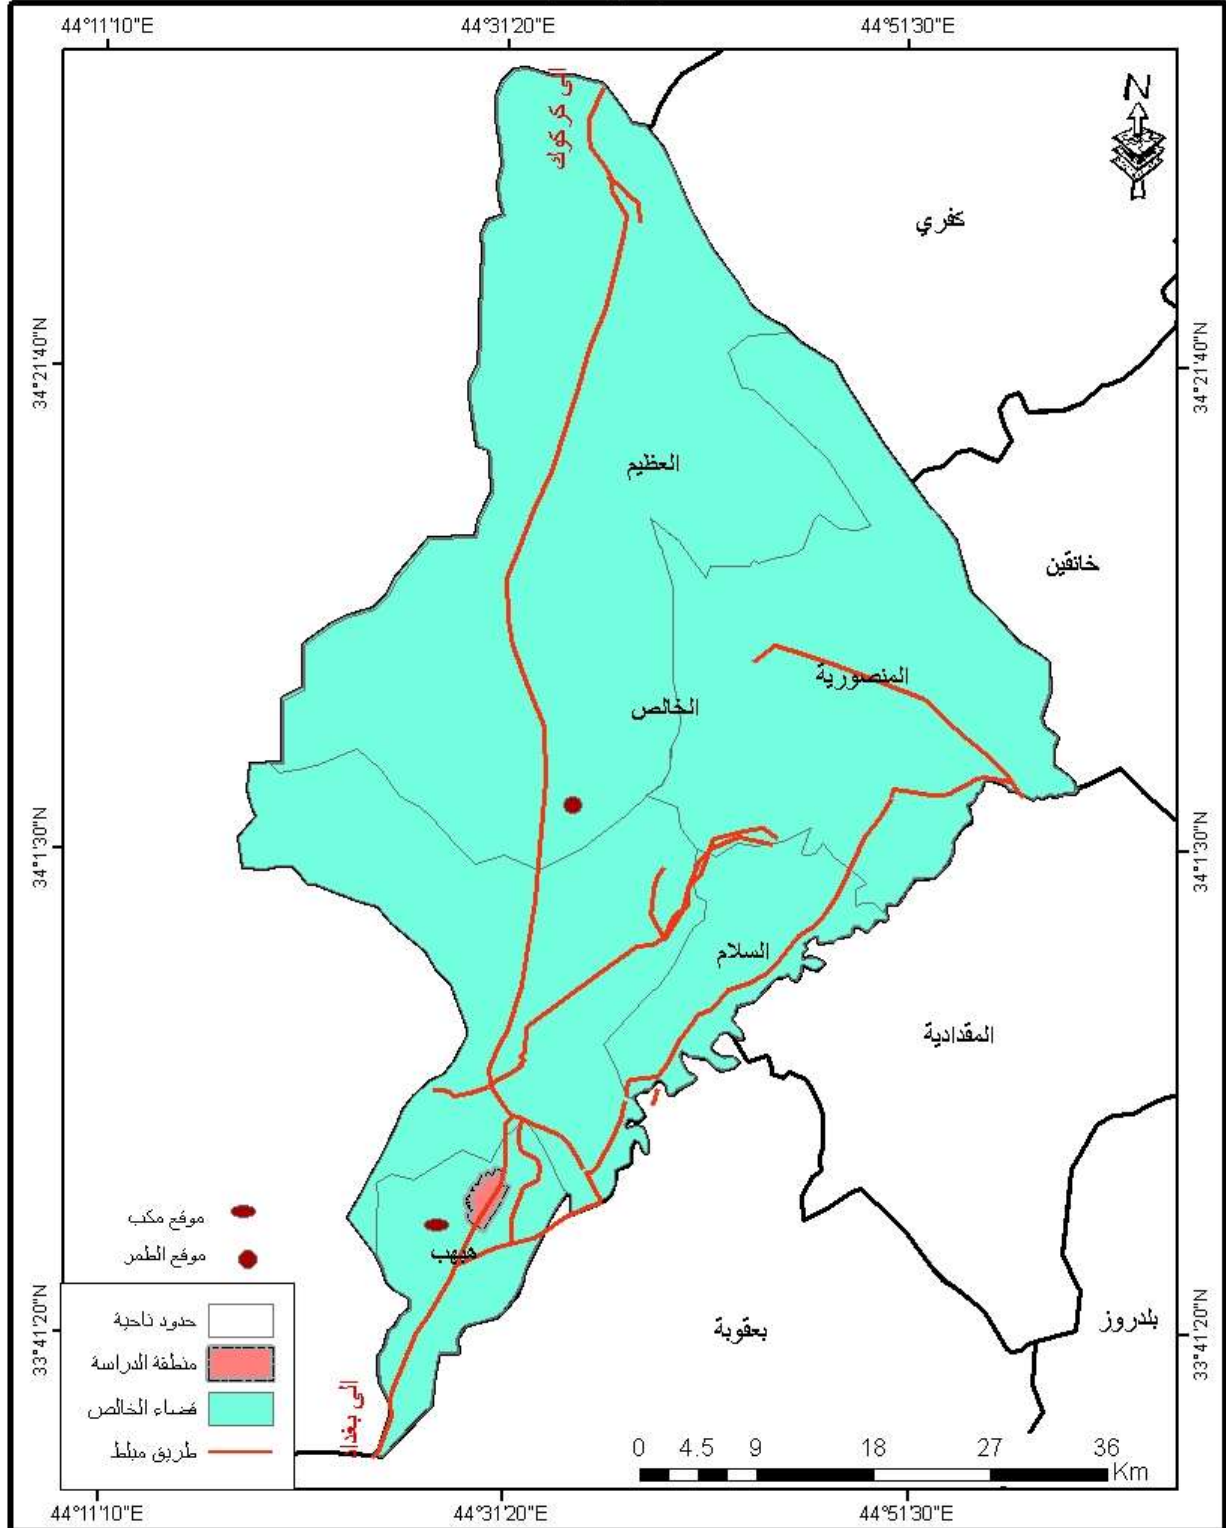 44°11'10"E 44°31'20"E 44°51'30"E
N
الى كركوك
كفري
34°21'40"N 34°21'40"N
العظيم
خانقين
المنصورية
الخالص
34°1'30"N 34°1'30"N
السلام
المقدادية
موقع مكب
موقع الطمر
هبهب
حدود ناحية
منطقة الدراسة
قضاء الخالص
طريق مبلط
33°41'20"N 33°41'20"N
بعقوبة
بلدروز
الى بغداد
0 4.5 9 18 27 36
Km
44°11'10"E 44°31'20"E 44°51'30"E